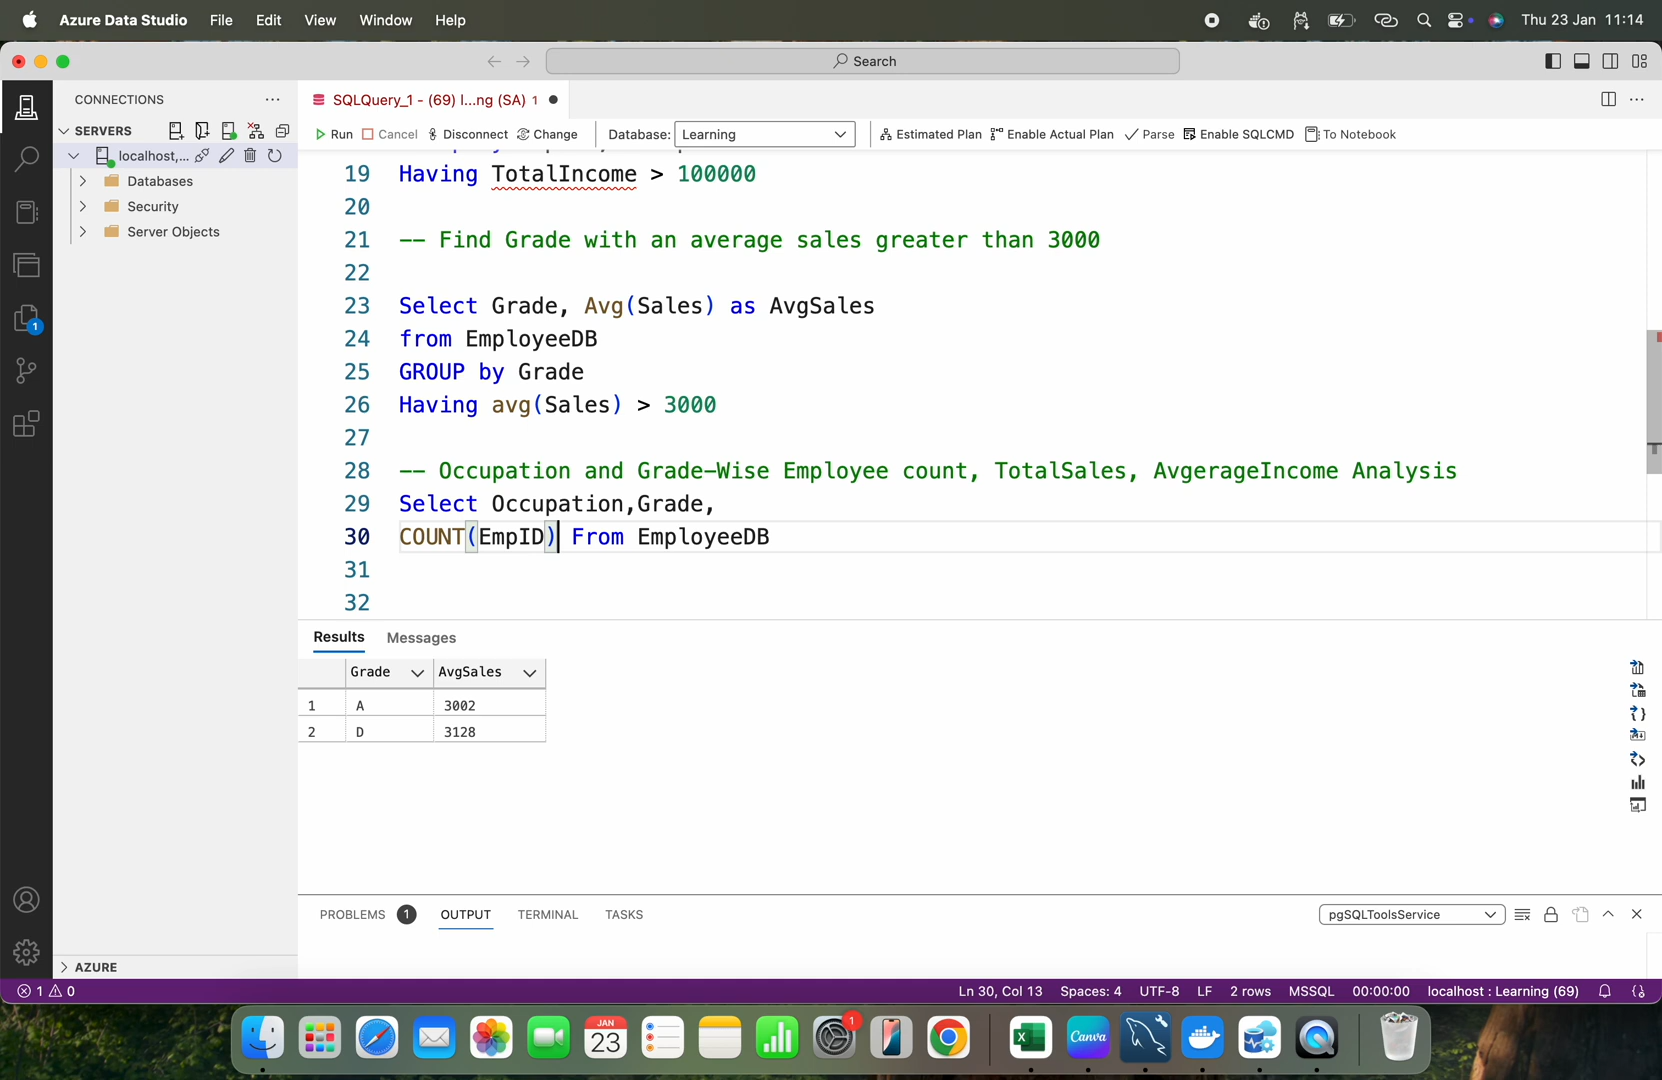 Azure Data Studio File Edit View Window Help Thu 23 Jan 11:14
Search
CONNECTIONS
SERVERS
localhost,...
Databases
Security
Server Objects
AZURE
SQLQuery_1 - (69) l...ng (SA) 1
Run Cancel Disconnect Change Database: Learning Estimated Plan Enable Actual Plan Parse Enable SQLCMD To Notebook
19 Having TotalIncome > 100000
20
21 -- Find Grade with an average sales greater than 3000
22
23 Select Grade, Avg(Sales) as AvgSales
24 from EmployeeDB
25 GROUP by Grade
26 Having avg(Sales) > 3000
27
28 -- Occupation and Grade-Wise Employee count, TotalSales, AvgerageIncome Analysis
29 Select Occupation,Grade,
30 COUNT(EmpID) From EmployeeDB
31
32
Results Messages
Grade AvgSales
1 A 3002
2 D 3128
PROBLEMS 1 OUTPUT TERMINAL TASKS pgSQLToolsService
1 0 Ln 30, Col 13 Spaces: 4 UTF-8 LF 2 rows MSSQL 00:00:00 localhost : Learning (69)
JAN
23
1
Canva